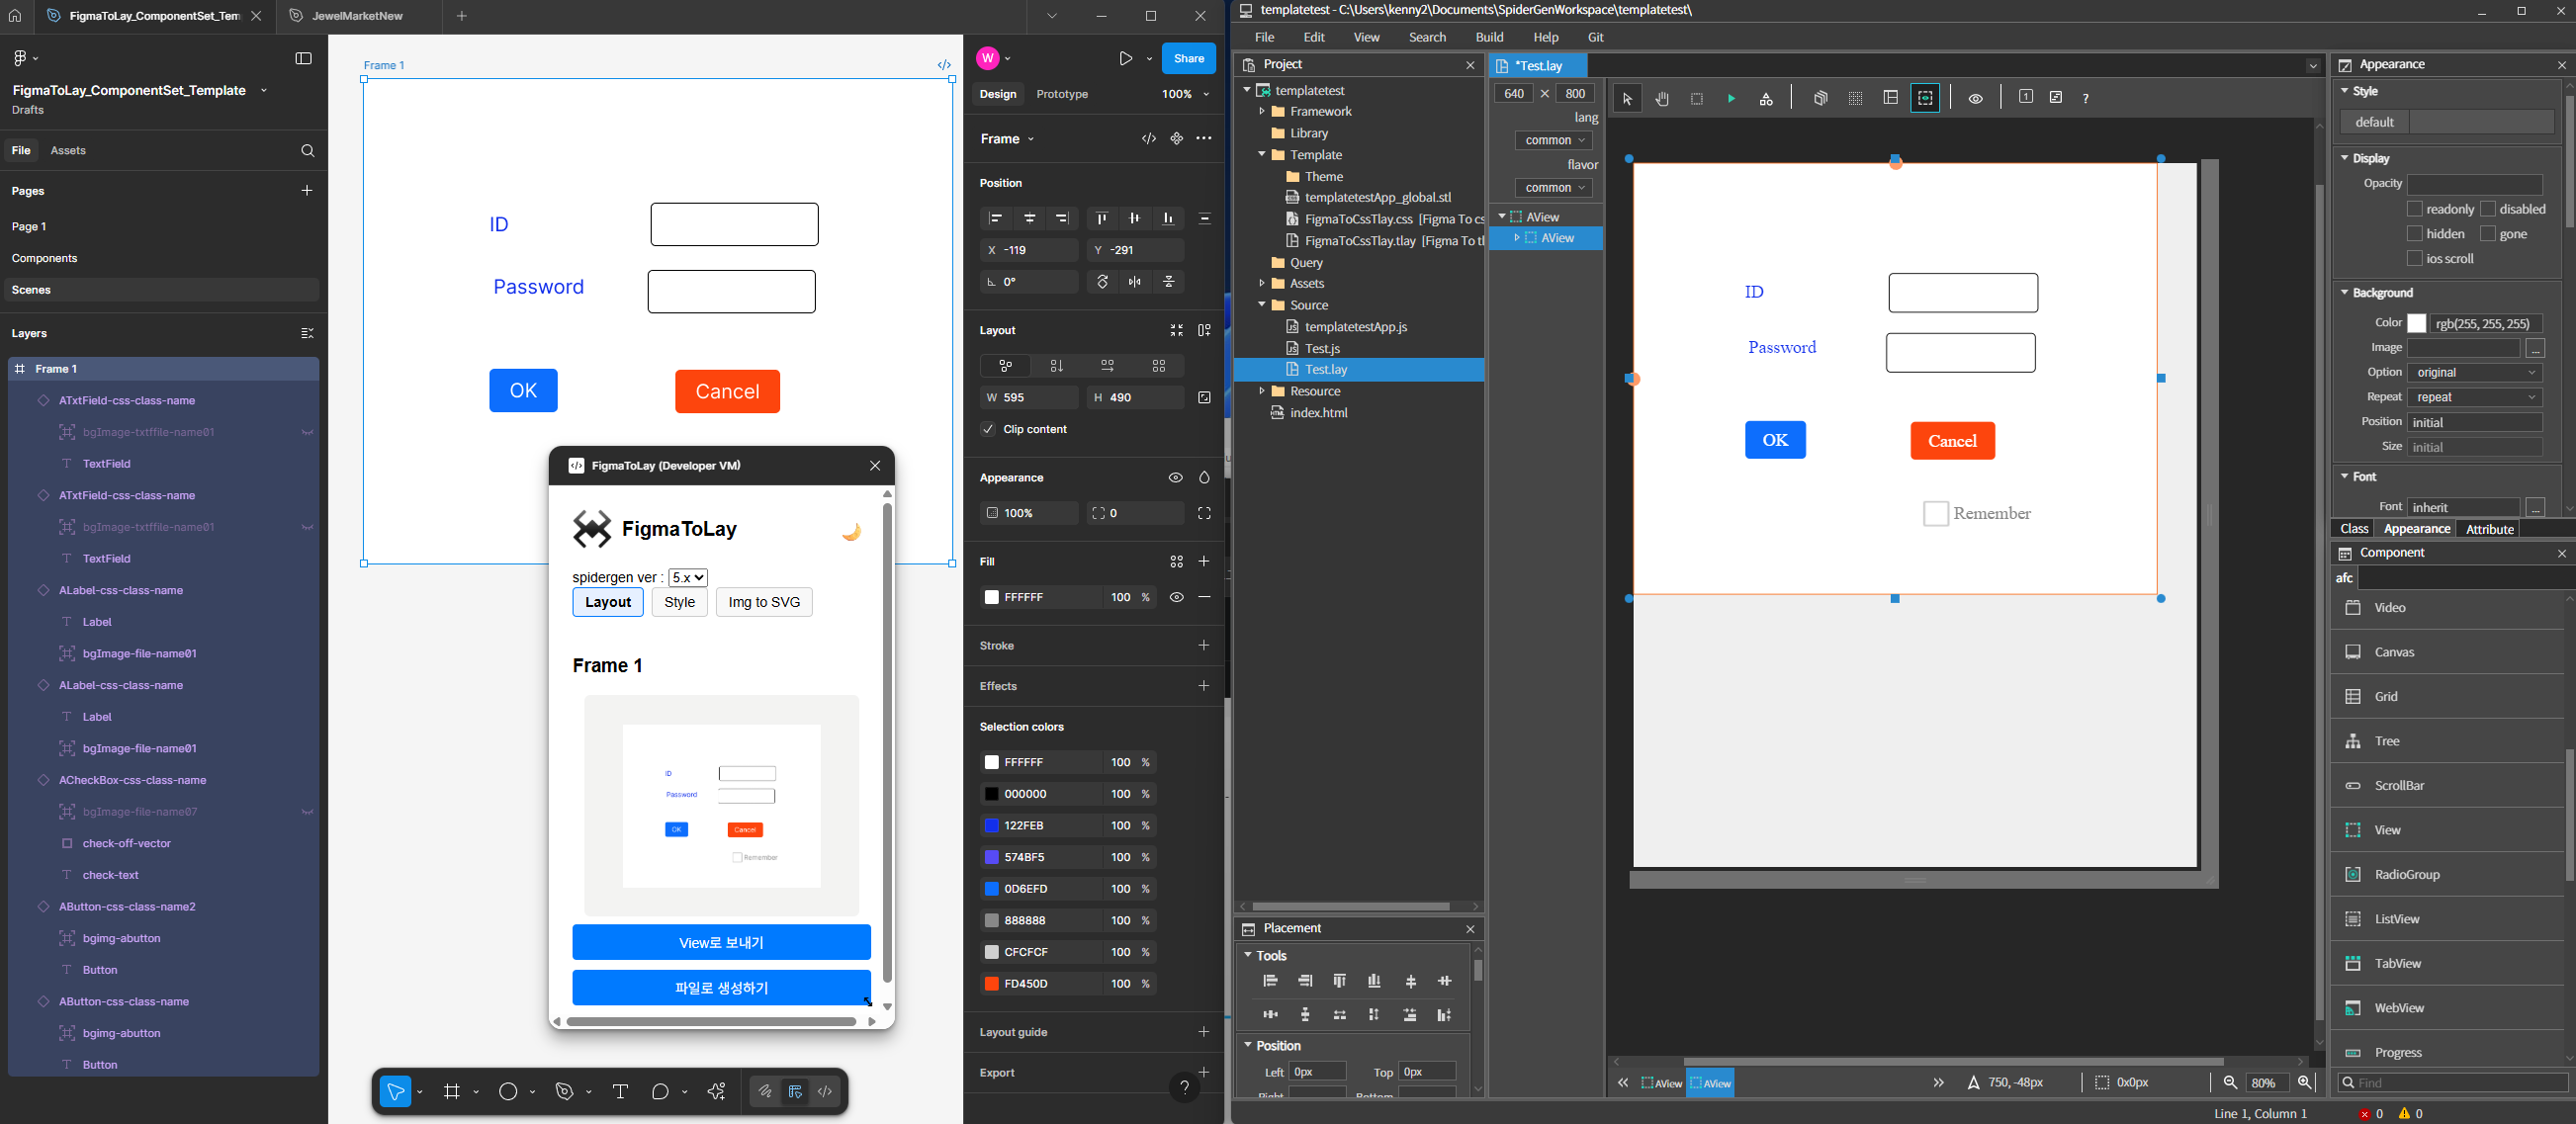 FigmaToLay_ComponentSet_Tem
JewelMarketNew
FigmaToLay_ComponentSet_Template
Drafts
File
Assets
Pages
Page 1
Components
Scenes
Layers
Frame 1
ATxtField-css-class-name
bgImage-txtffile-name01
TextField
ATxtField-css-class-name
bgImage-txtffile-name01
TextField
ALabel-css-class-name
Label
bgImage-file-name01
ALabel-css-class-name
Label
bgImage-file-name01
ACheckBox-css-class-name
bgImage-file-name07
check-off-vector
check-text
AButton-css-class-name2
bgimg-abutton
Button
AButton-css-class-name
bgimg-abutton
Button
Frame 1
ID
Password
OK
Cancel
FigmaToLay (Developer VM)
FigmaToLay
spidergen ver : 5.x
Layout
Style
Img to SVG
Frame 1
ID
Password
OK
Cancel
Remember
View로 보내기
파일로 생성하기
W
Share
Design
Prototype
100%
Frame
Position
X -119
Y -291
0°
Layout
W 595
H 490
Clip content
Appearance
100%
0
Fill
FFFFFF 100 %
Stroke
Effects
Selection colors
FFFFFF 100 %
000000 100 %
122FEB 100 %
574BF5 100 %
0D6EFD 100 %
888888 100 %
CFCFCF 100 %
FD450D 100 %
Layout guide
Export
?
templatetest - C:\Users\kenny2\Documents\SpiderGenWorkspace\templatetest\
File
Edit
View
Search
Build
Help
Git
Project
templatetest
Framework
Library
Template
Theme
templatetestApp_global.stl
FigmaToCssTlay.css [Figma To cs
FigmaToCssTlay.tlay [Figma To tl
Query
Assets
Source
templatetestApp.js
Test.js
Test.lay
Resource
index.html
Placement
Tools
Position
Left 0px
Top 0px
Right
Bottom
*Test.lay
640 × 800
lang
common
flavor
common
AView
AView
1
?
ID
Password
OK
Cancel
Remember
AView
AView
750, -48px
0x0px
80%
Line 1, Column 1
0
0
Appearance
Style
default
Display
Opacity
readonly
disabled
hidden
gone
ios scroll
Background
Color rgb(255, 255, 255)
Image
...
Option original
Repeat repeat
Position initial
Size initial
Font
Font inherit
...
Class
Appearance
Attribute
Component
afc
Video
Canvas
Grid
Tree
ScrollBar
View
RadioGroup
ListView
TabView
WebView
Progress
Find